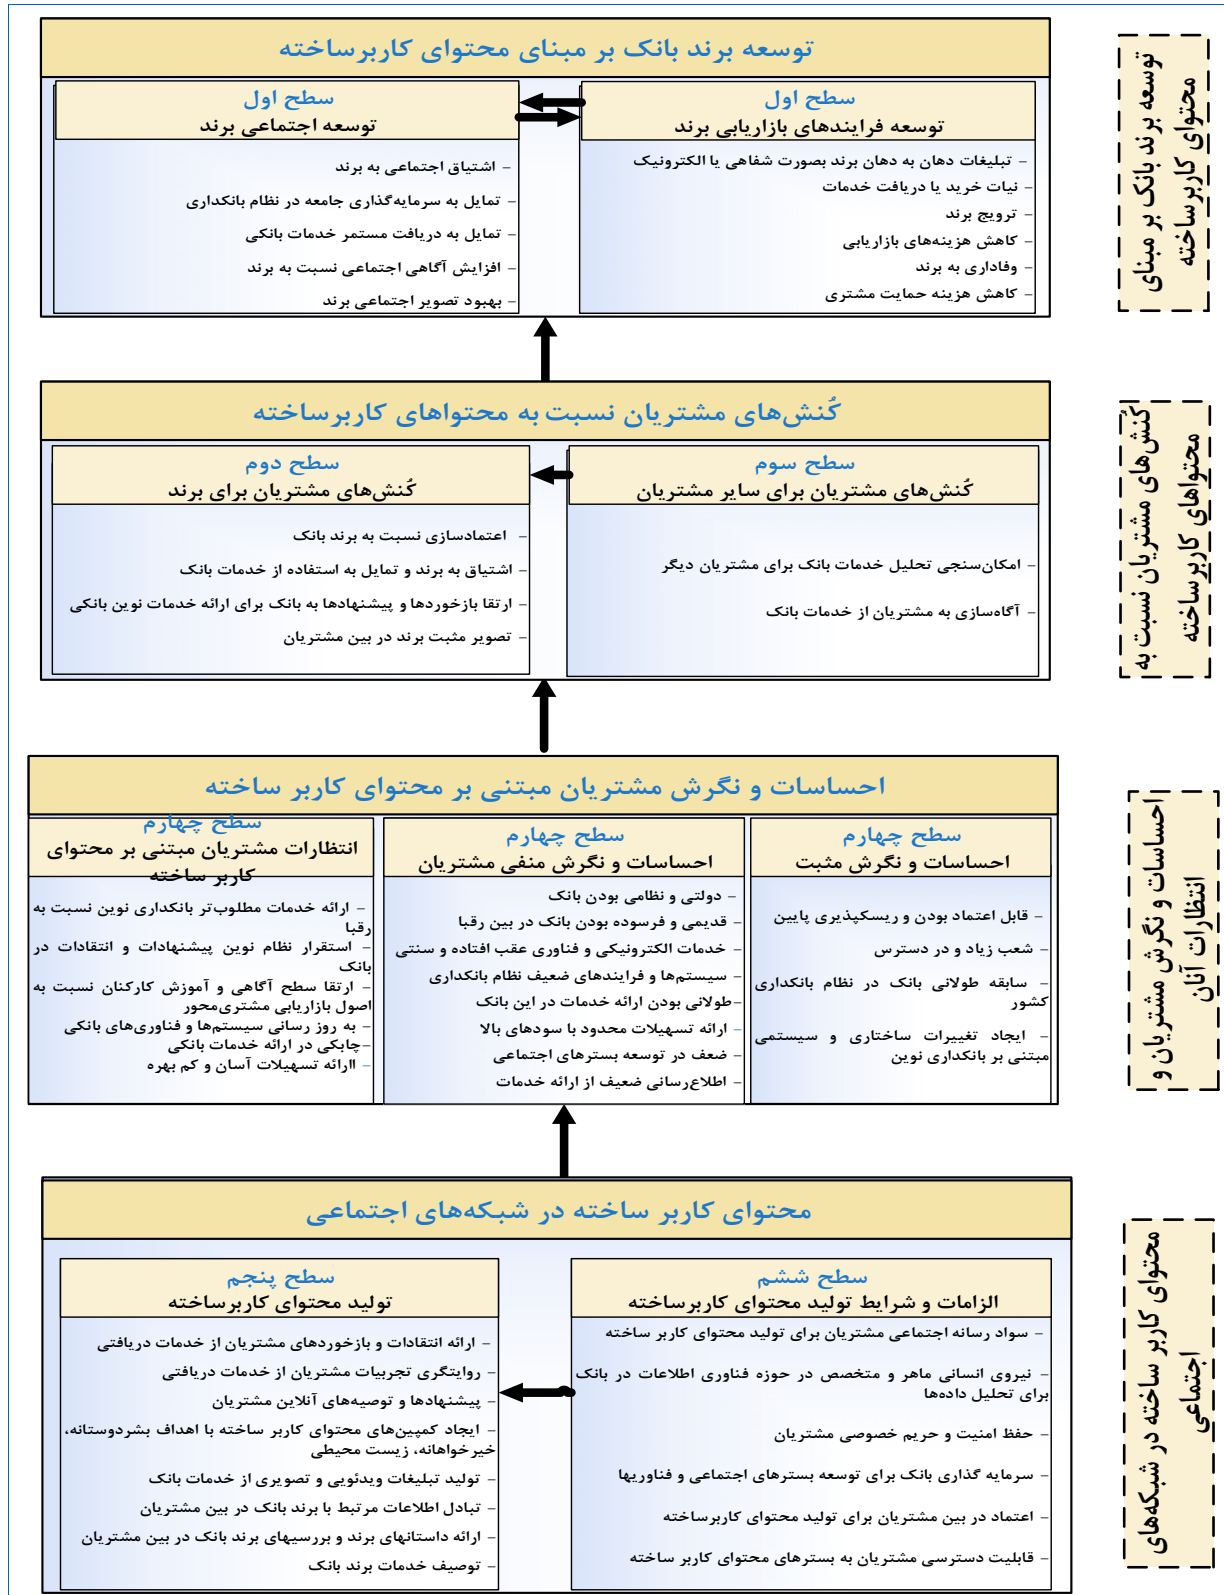 توسعه برند بانک بر مبنای محتوای کاربرساخته
سطح اول
توسعه فرایندهای بازاریابی برند
– تبلیغات دهان به دهان برند بصورت شفاهی یا الکترونیک
– نیات خرید یا دریافت خدمات
– ترویج برند
– کاهش هزینه‌های بازاریابی
– وفاداری به برند
– کاهش هزینه حمایت مشتری
سطح اول
توسعه اجتماعی برند
– اشتیاق اجتماعی به برند
– تمایل به سرمایه‌گذاری جامعه در نظام بانکداری
– تمایل به دریافت مستمر خدمات بانکی
– افزایش آگاهی اجتماعی نسبت به برند
– بهبود تصویر اجتماعی برند
توسعه برند بانک بر مبنای
محتوای کاربرساخته
کُنش‌های مشتریان نسبت به محتواهای کاربرساخته
سطح سوم
کُنش‌های مشتریان برای سایر مشتریان
– امکان‌سنجی تحلیل خدمات بانک برای مشتریان دیگر
– آگاه‌سازی به مشتریان از خدمات بانک
سطح دوم
کُنش‌های مشتریان برای برند
– اعتمادسازی نسبت به برند بانک
– اشتیاق به برند و تمایل به استفاده از خدمات بانک
– ارتقا بازخوردها و پیشنهادها به بانک برای ارائه خدمات نوین بانکی
– تصویر مثبت برند در بین مشتریان
کُنش‌های مشتریان نسبت به
محتواهای کاربرساخته
احساسات و نگرش مشتریان مبتنی بر محتوای کاربر ساخته
سطح چهارم
احساسات و نگرش مثبت
– قابل اعتماد بودن و ریسکپذیری پایین
– شعب زیاد و در دسترس
– سابقه طولانی بانک در نظام بانکداری
کشور
– ایجاد تغییرات ساختاری و سیستمی
مبتنی بر بانکداری نوین
سطح چهارم
احساسات و نگرش منفی مشتریان
– دولتی و نظامی بودن بانک
– قدیمی و فرسوده بودن بانک در بین رقبا
– خدمات الکترونیکی و فناوری عقب افتاده و سنتی
– سیستم‌ها و فرایندهای ضعیف نظام بانکداری
–طولانی بودن ارائه خدمات در این بانک
– ارائه تسهیلات محدود با سودهای بالا
– ضعف در توسعه بسترهای اجتماعی
– اطلاع‌رسانی ضعیف از ارائه خدمات
سطح چهارم
انتظارات مشتریان مبتنی بر محتوای
کاربر ساخته
– ارائه خدمات مطلوب‌تر بانکداری نوین نسبت به
رقبا
– استقرار نظام نوین پیشنهادات و انتقادات در
بانک
– ارتقا سطح آگاهی و آموزش کارکنان نسبت به
اصول بازاریابی مشتری‌محور
– به روز رسانی سیستم‌ها و فناوری‌های بانکی
–چابکی در ارائه خدمات بانکی
– اارائه تسهیلات آسان و کم بهره
احساسات و نگرش مشتریان و
انتظارات آنان
محتوای کاربر ساخته در شبکه‌های اجتماعی
سطح ششم
الزامات و شرایط تولید محتوای کاربرساخته
– سواد رسانه اجتماعی مشتریان برای تولید محتوای کاربر ساخته
– نیروی انسانی ماهر و متخصص در حوزه فناوری اطلاعات در بانک
برای تحلیل داده‌ها
– حفظ امنیت و حریم خصوصی مشتریان
– سرمایه گذاری بانک برای توسعه بسترهای اجتماعی و فناوریها
– اعتماد در بین مشتریان برای تولید محتوای کاربرساخته
– قابلیت دسترسی مشتریان به بسترهای محتوای کاربر ساخته
سطح پنجم
تولید محتوای کاربرساخته
– ارائه انتقادات و بازخوردهای مشتریان از خدمات دریافتی
– روایتگری تجربیات مشتریان از خدمات دریافتی
– پیشنهادها و توصیه‌های آنلاین مشتریان
– ایجاد کمپین‌های محتوای کاربر ساخته با اهداف بشردوستانه،
خیرخواهانه، زیست محیطی
– تولید تبلیغات ویدئویی و تصویری از خدمات بانک
– تبادل اطلاعات مرتبط با برند بانک در بین مشتریان
– ارائه داستانهای برند و بررسیهای برند بانک در بین مشتریان
– توصیف خدمات برند بانک
محتوای کاربر ساخته در شبکه‌های
اجتماعی